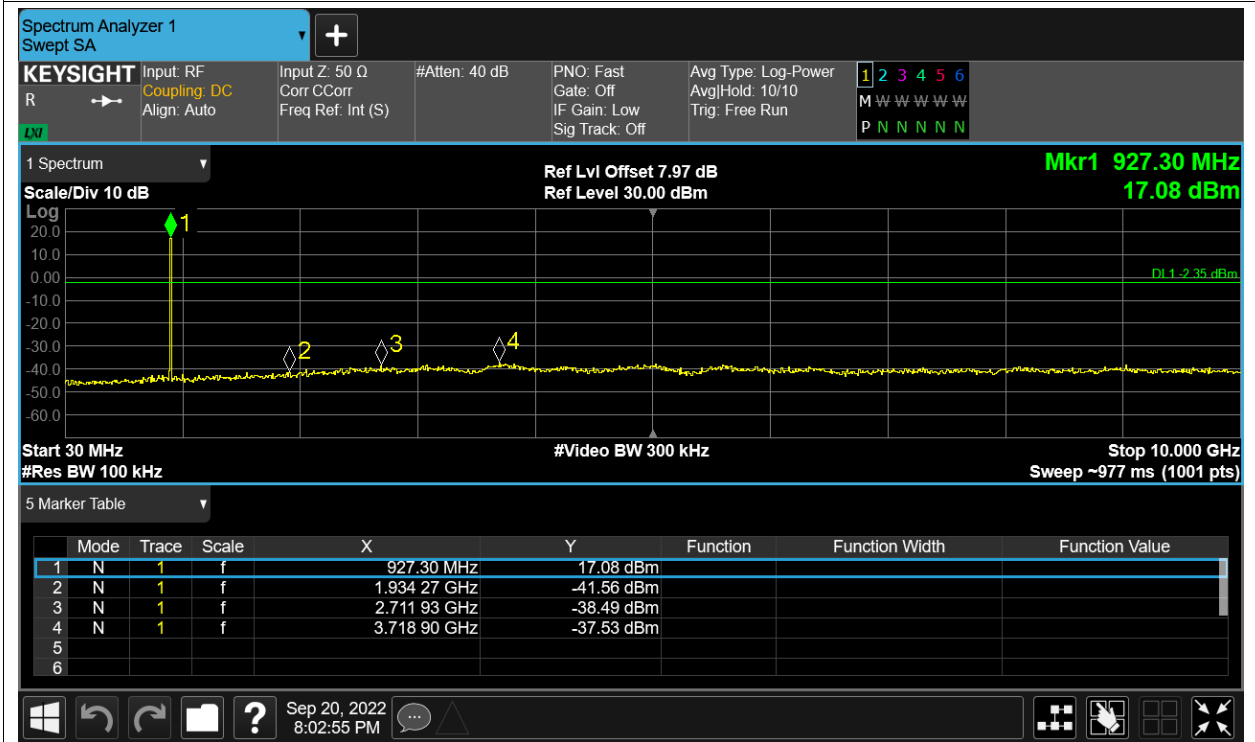 Spectrum Analyzer 1
Swept SA
KEYSIGHT
R
LXI
Input: RF
Coupling: DC
Align: Auto
Input Z: 50 Ω
Corr CCorr
Freq Ref: Int (S)
#Atten: 40 dB
PNO: Fast
Gate: Off
IF Gain: Low
Sig Track: Off
Avg Type: Log-Power
Avg|Hold: 10/10
Trig: Free Run
1 2 3 4 5 6
M W W W W W
P N N N N N
1 Spectrum
Scale/Div 10 dB
Ref Lvl Offset 7.97 dB
Ref Level 30.00 dBm
Mkr1 927.30 MHz
17.08 dBm
Log
20.0
10.0
0.00
-10.0
-20.0
-30.0
-40.0
-50.0
-60.0
1
2
3
4
DL1 -2.35 dBm
Start 30 MHz
#Video BW 300 kHz
Stop 10.000 GHz
#Res BW 100 kHz
Sweep ~977 ms (1001 pts)
5 Marker Table
Mode Trace Scale X Y Function Function Width Function Value
1 N 1 f 927.30 MHz 17.08 dBm
2 N 1 f 1.934 27 GHz -41.56 dBm
3 N 1 f 2.711 93 GHz -38.49 dBm
4 N 1 f 3.718 90 GHz -37.53 dBm
5
6
?
Sep 20, 2022
8:02:55 PM